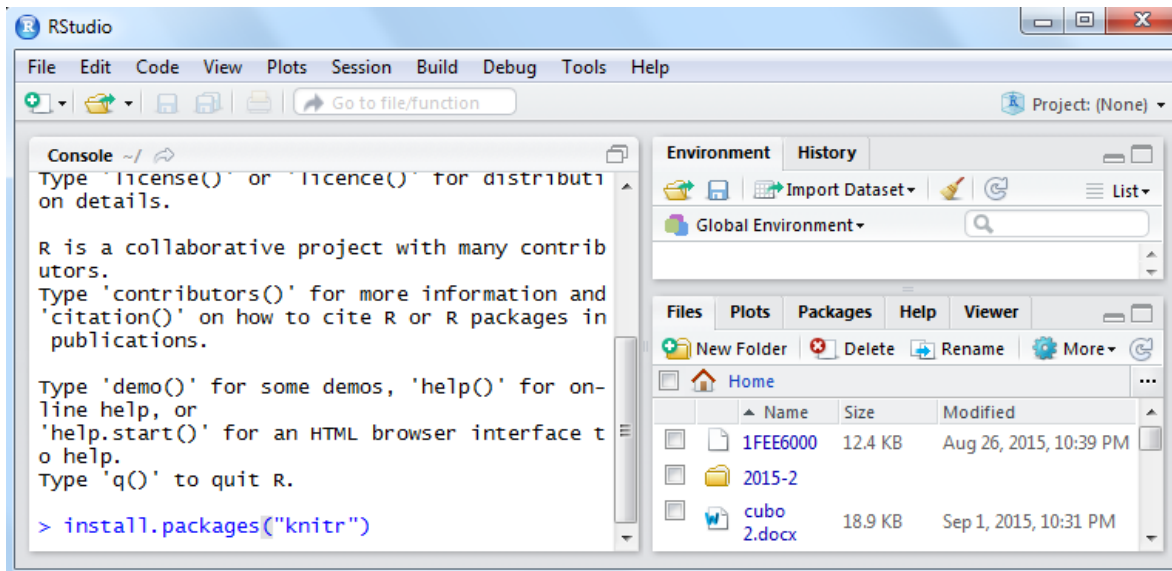 RStudio
File Edit Code View Plots Session Build Debug Tools Help
Go to file/function
Project: (None)
Console ~/
Type 'license()' or 'licence()' for distributi
on details.
R is a collaborative project with many contrib
utors.
Type 'contributors()' for more information and
'citation()' on how to cite R or R packages in
publications.
Type 'demo()' for some demos, 'help()' for on-
line help, or
'help.start()' for an HTML browser interface t
o help.
Type 'q()' to quit R.
> install.packages("knitr")
Environment History
Import Dataset
List
Global Environment
Files Plots Packages Help Viewer
New Folder Delete Rename More
Home ...
Name Size Modified
1FEE6000 12.4 KB Aug 26, 2015, 10:39 PM
2015-2
cubo
2.docx 18.9 KB Sep 1, 2015, 10:31 PM